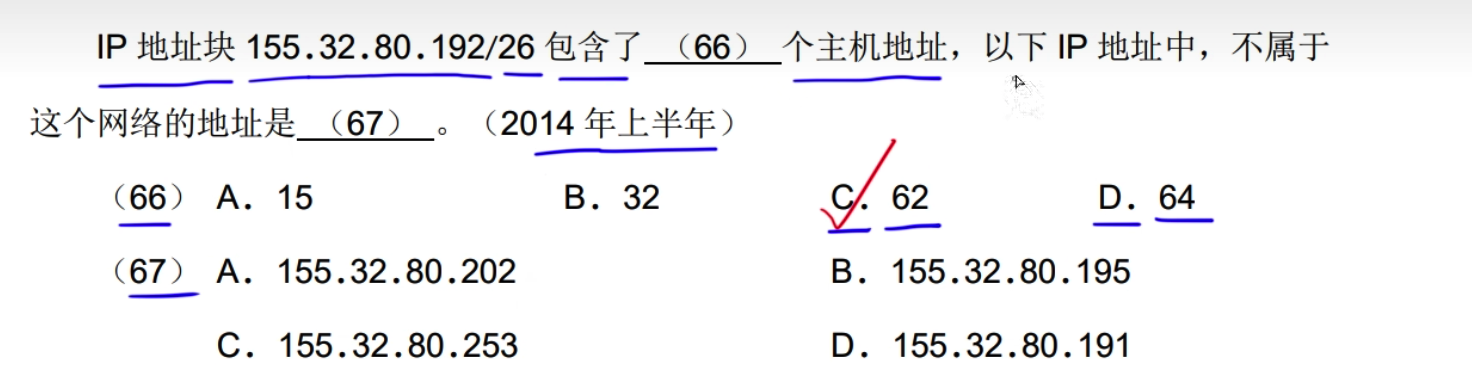 IP 地址块 155.32.80.192/26 包含了 （66） 个主机地址，以下 IP 地址中，不属于
这个网络的地址是 （67） 。（2014 年上半年）
（66） A. 15 B. 32 C. 62 D. 64
（67） A. 155.32.80.202 B. 155.32.80.195
C. 155.32.80.253 D. 155.32.80.191